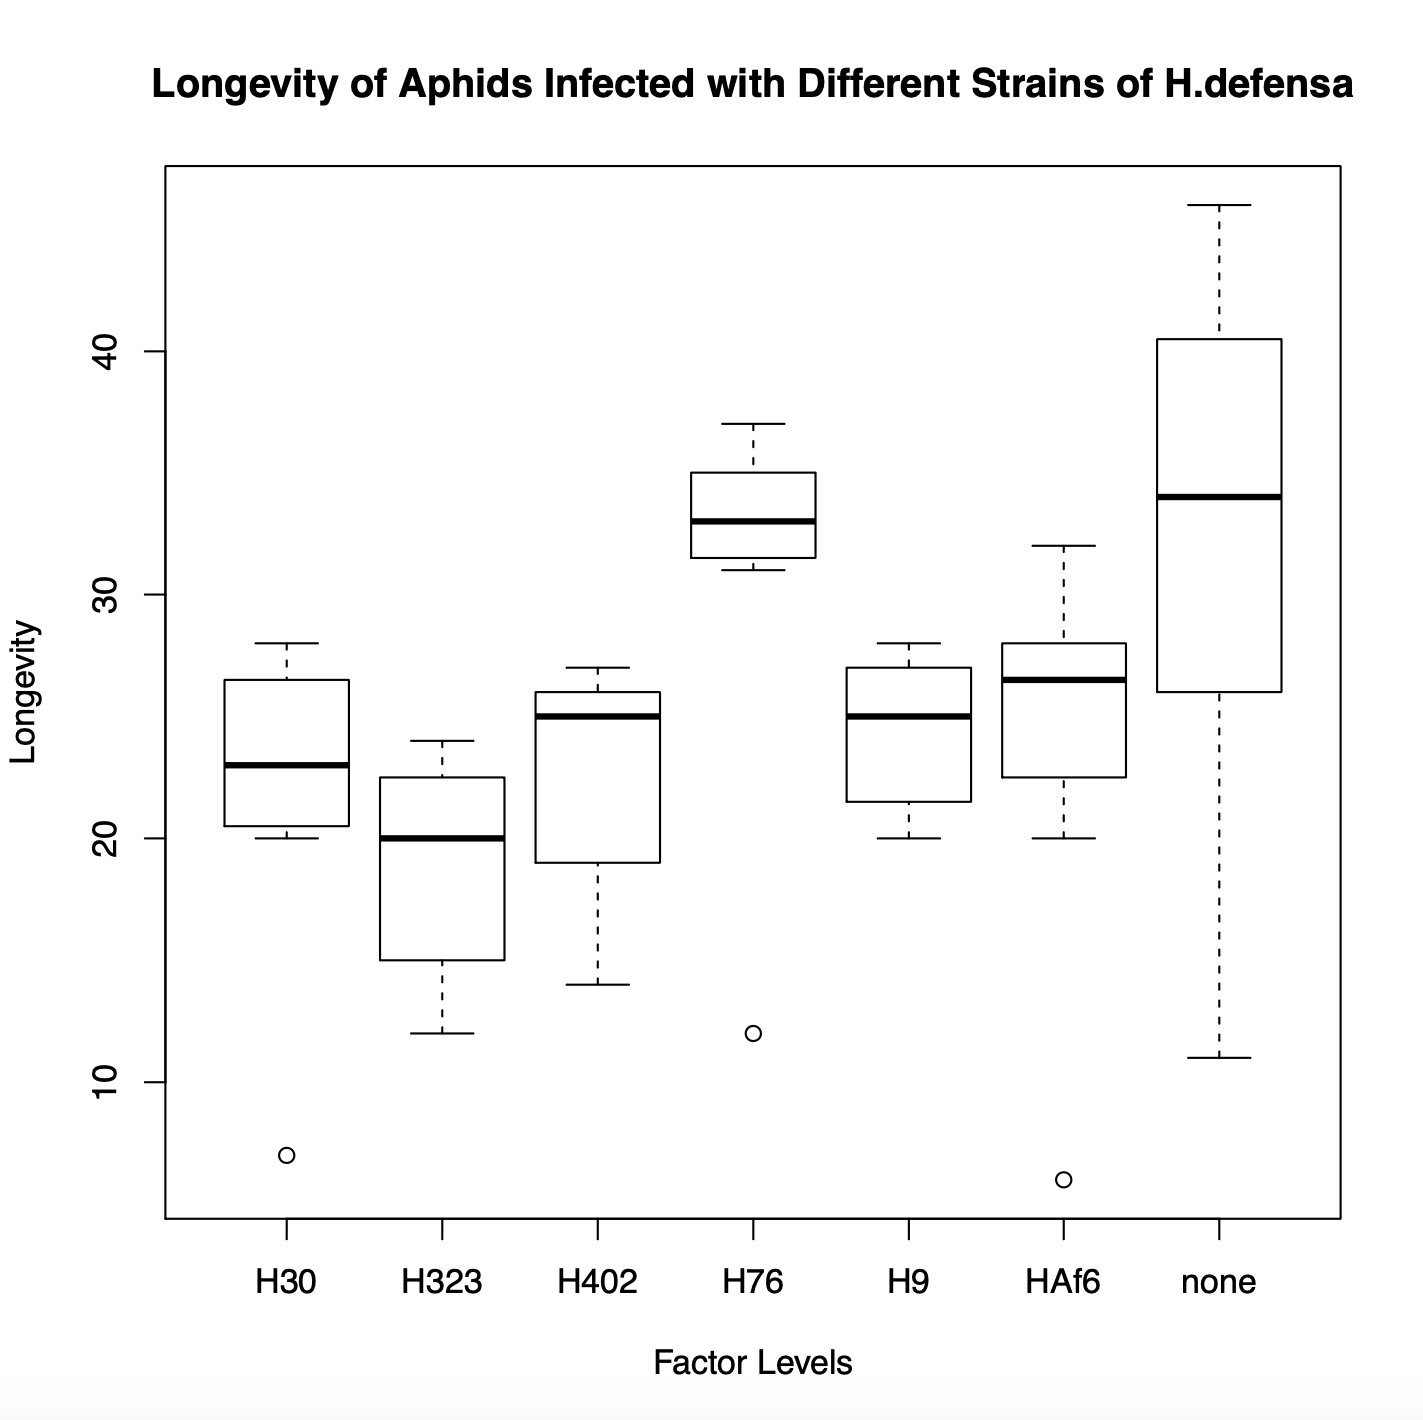 Longevity of Aphids Infected with Different Strains of H.defensa
Longevity
40
30
20
10
H30 H323 H402 H76 H9 HAf6 none
Factor Levels